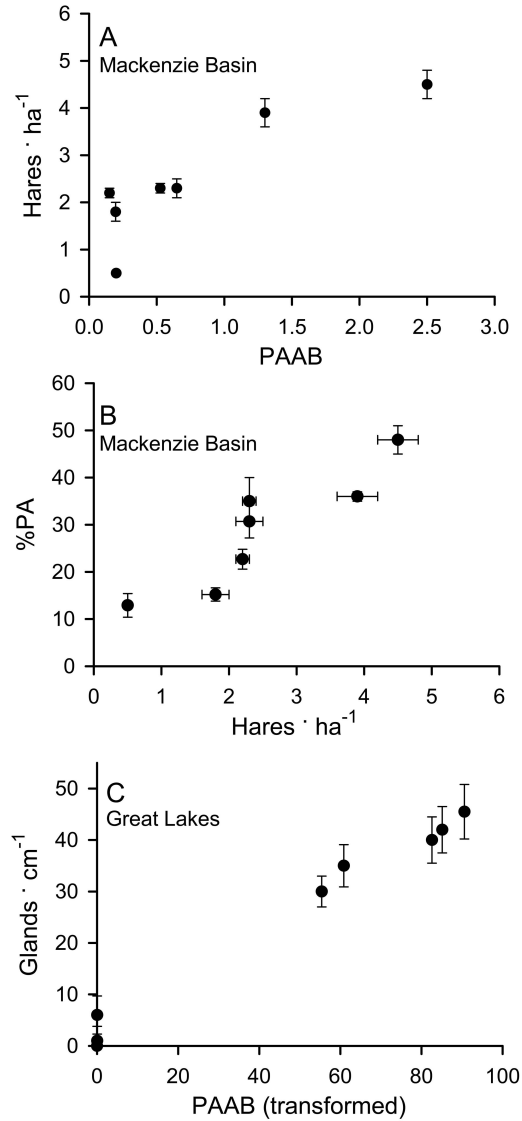 A
Mackenzie Basin
6
5
4
3
2
1
0
Hares · ha-1
0.0 0.5 1.0 1.5 2.0 2.5 3.0
PAAB
B
Mackenzie Basin
60
50
40
30
20
10
0
%PA
0 1 2 3 4 5 6
Hares · ha-1
C
Great Lakes
50
40
30
20
10
0
Glands · cm-1
0 20 40 60 80 100
PAAB (transformed)